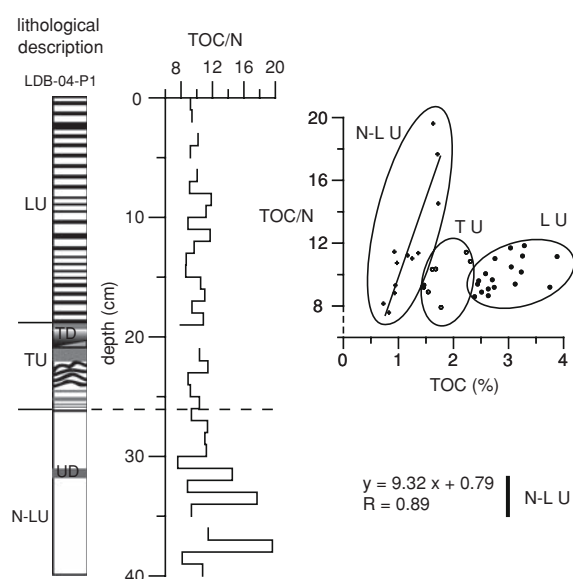 lithological
description
LDB-04-P1
LU
TD
TU
UD
N-LU
TOC/N
8 12 16 20
0
10
20
30
40
depth (cm)
20
16
12
8
TOC/N
N-L U
T U
L U
0 1 2 3 4
TOC (%)
y = 9.32 x + 0.79
R = 0.89
N-L U